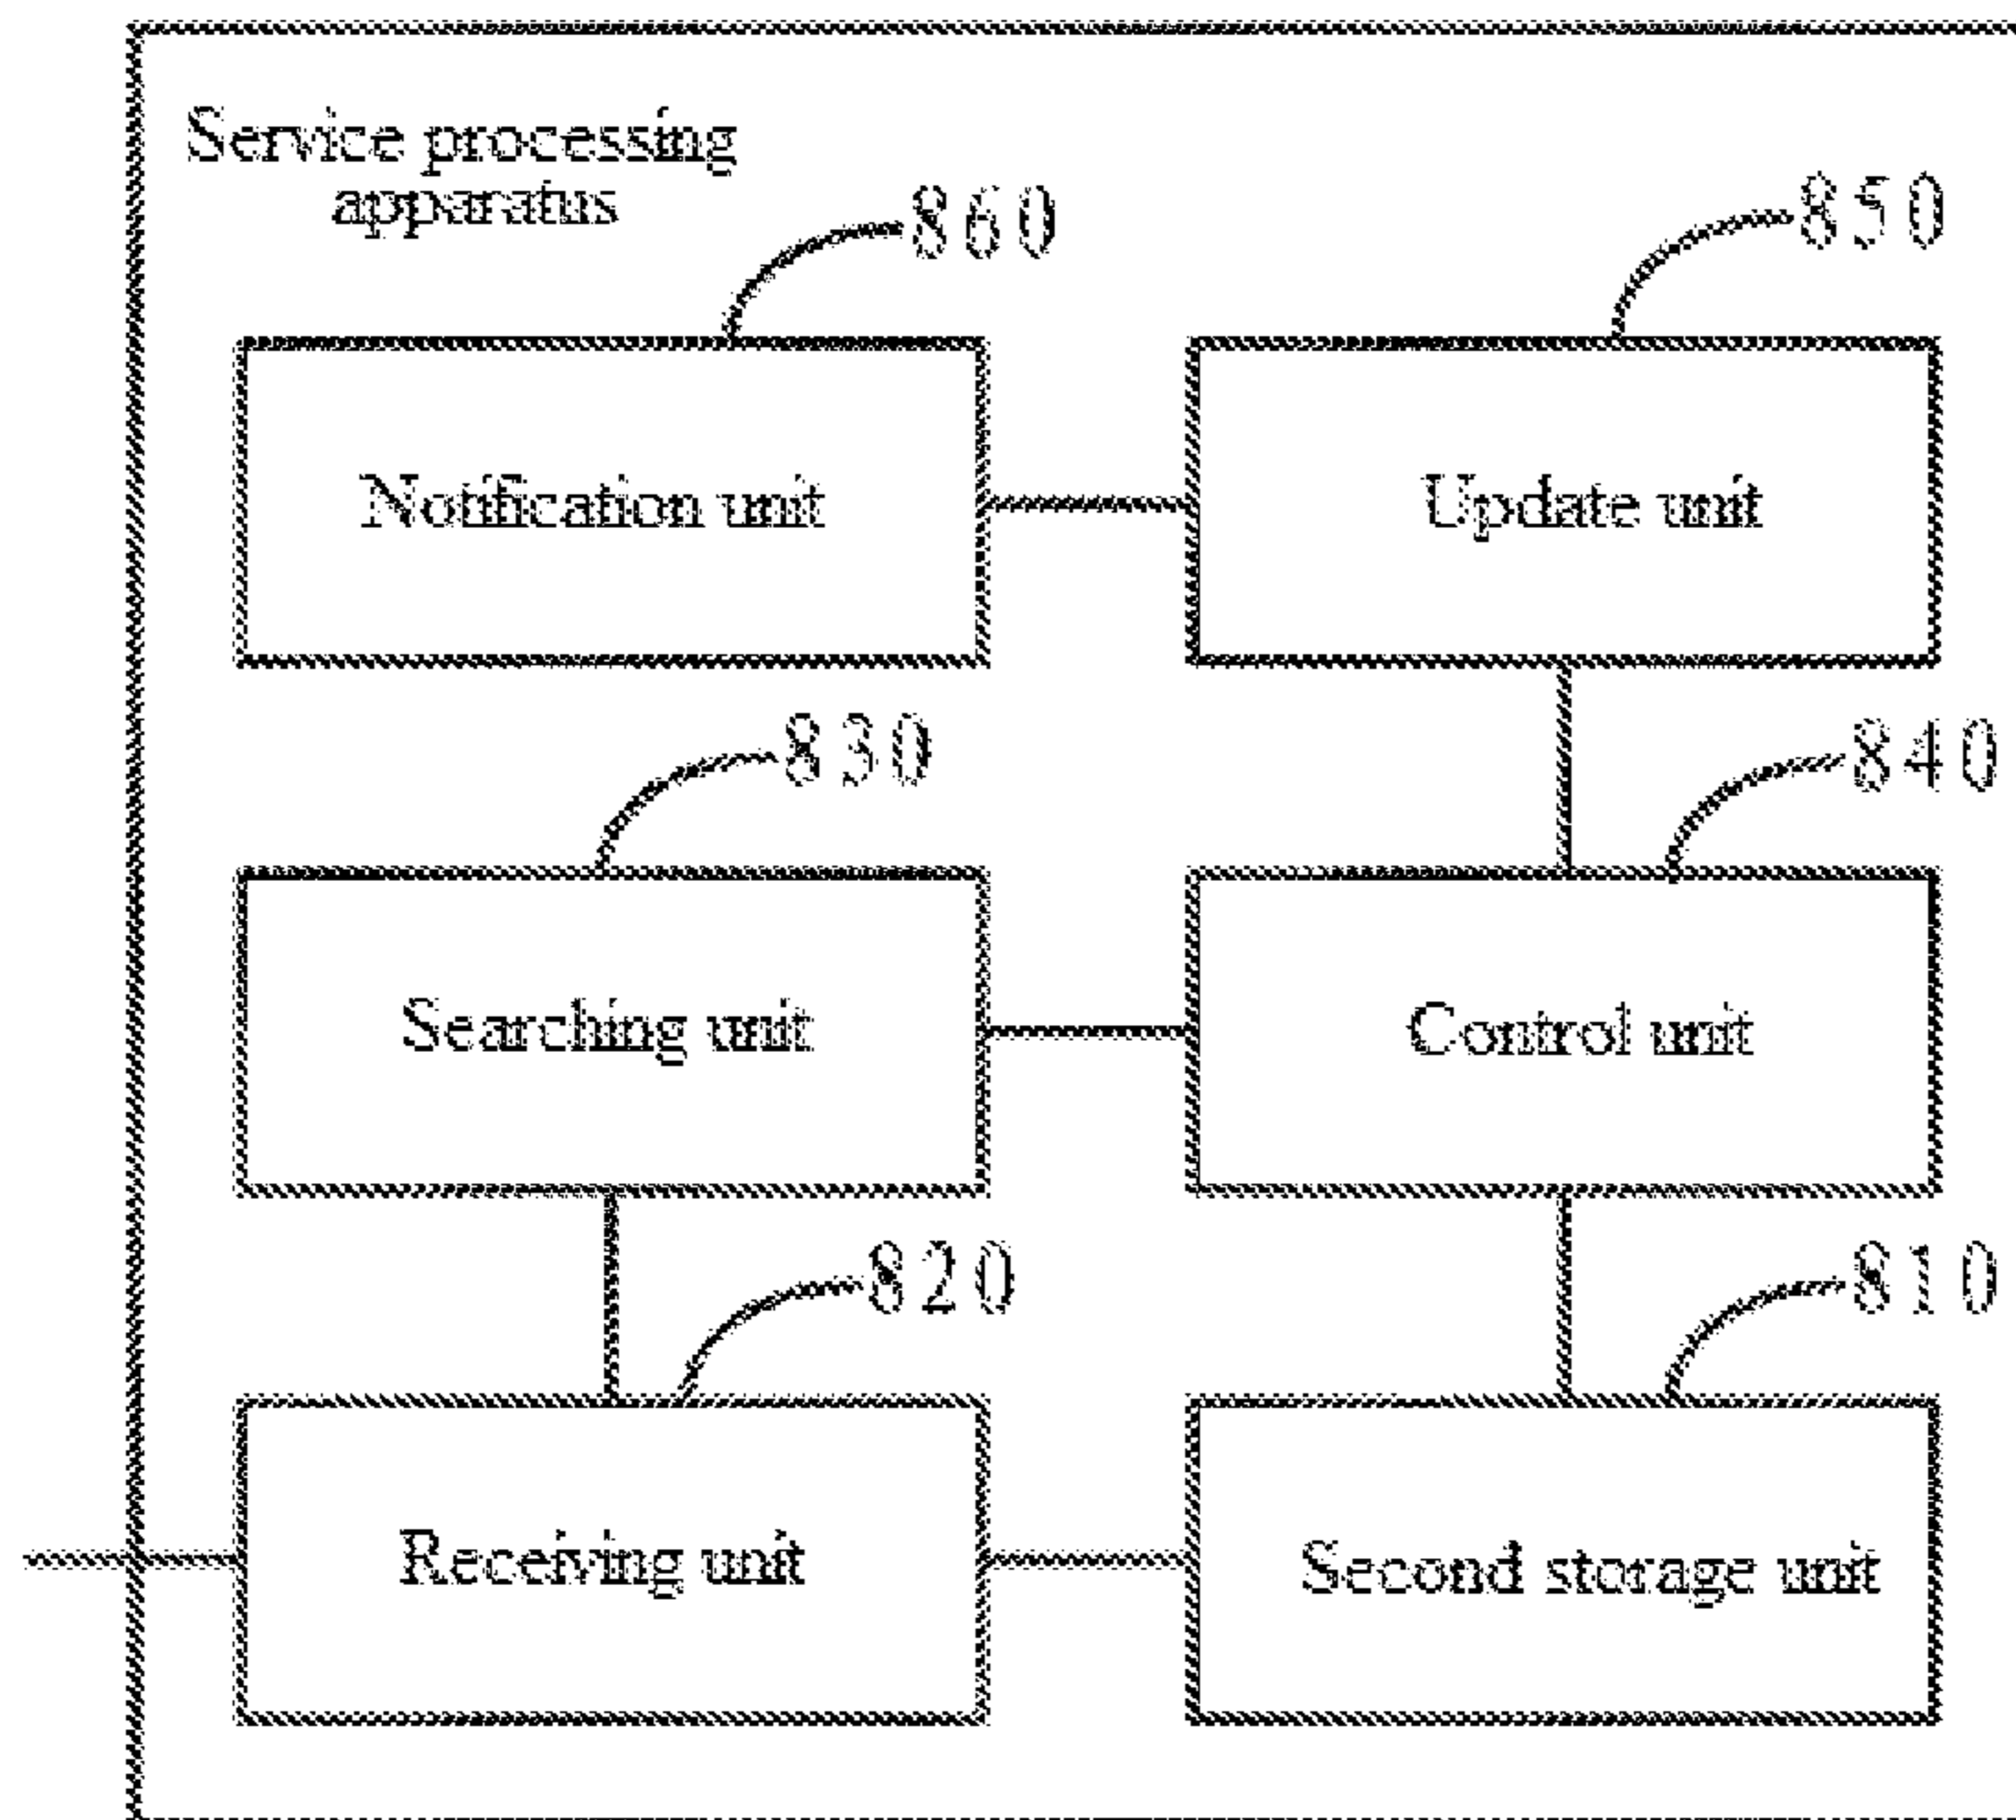 Service processing
apparatus
860
850
Notification unit
Update unit
830
840
Searching unit
Control unit
820
810
Receiving unit
Second storage unit